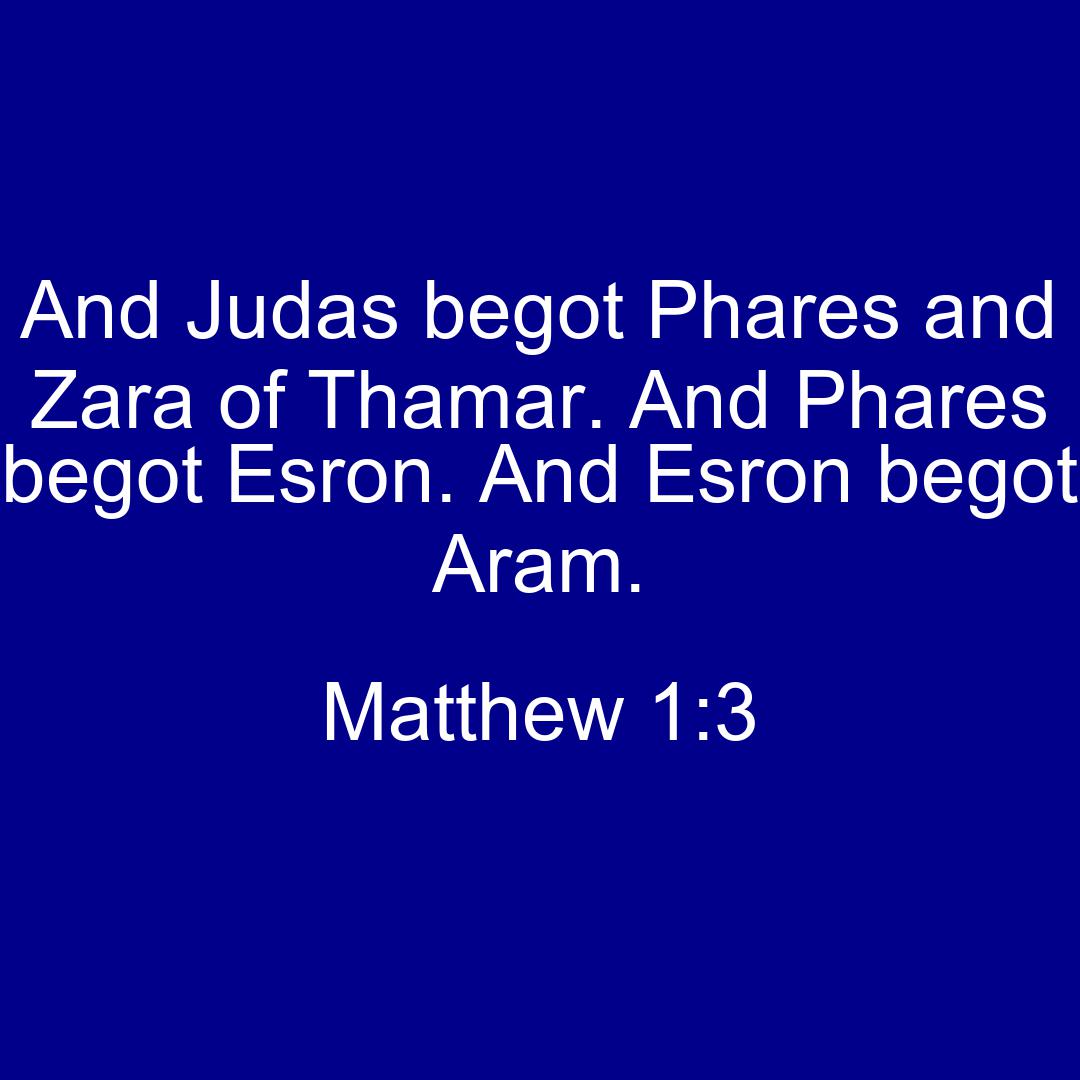 And Judas begot Phares and
Zara of Thamar. And Phares
begot Esron. And Esron begot
Aram.
Matthew 1:3